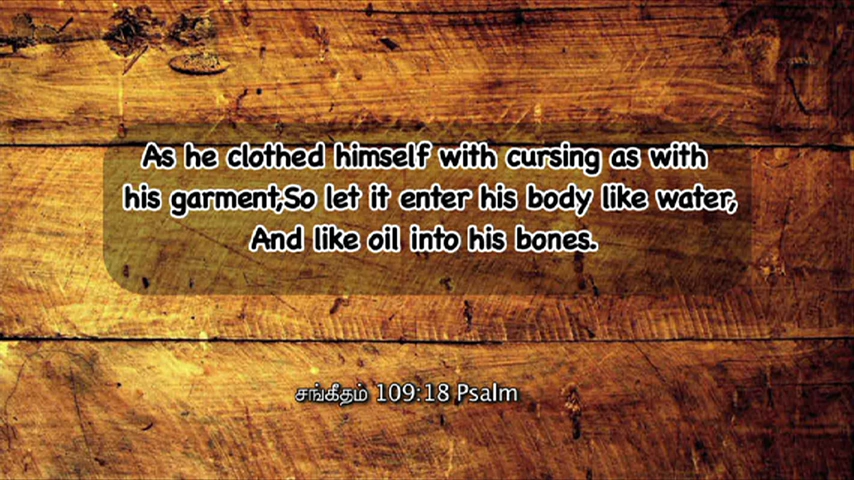 As he clothed himself with cursing as with
his garment,So let it enter his body like water,
And like oil into his bones.
சங்கீதம் 109:18 Psalm